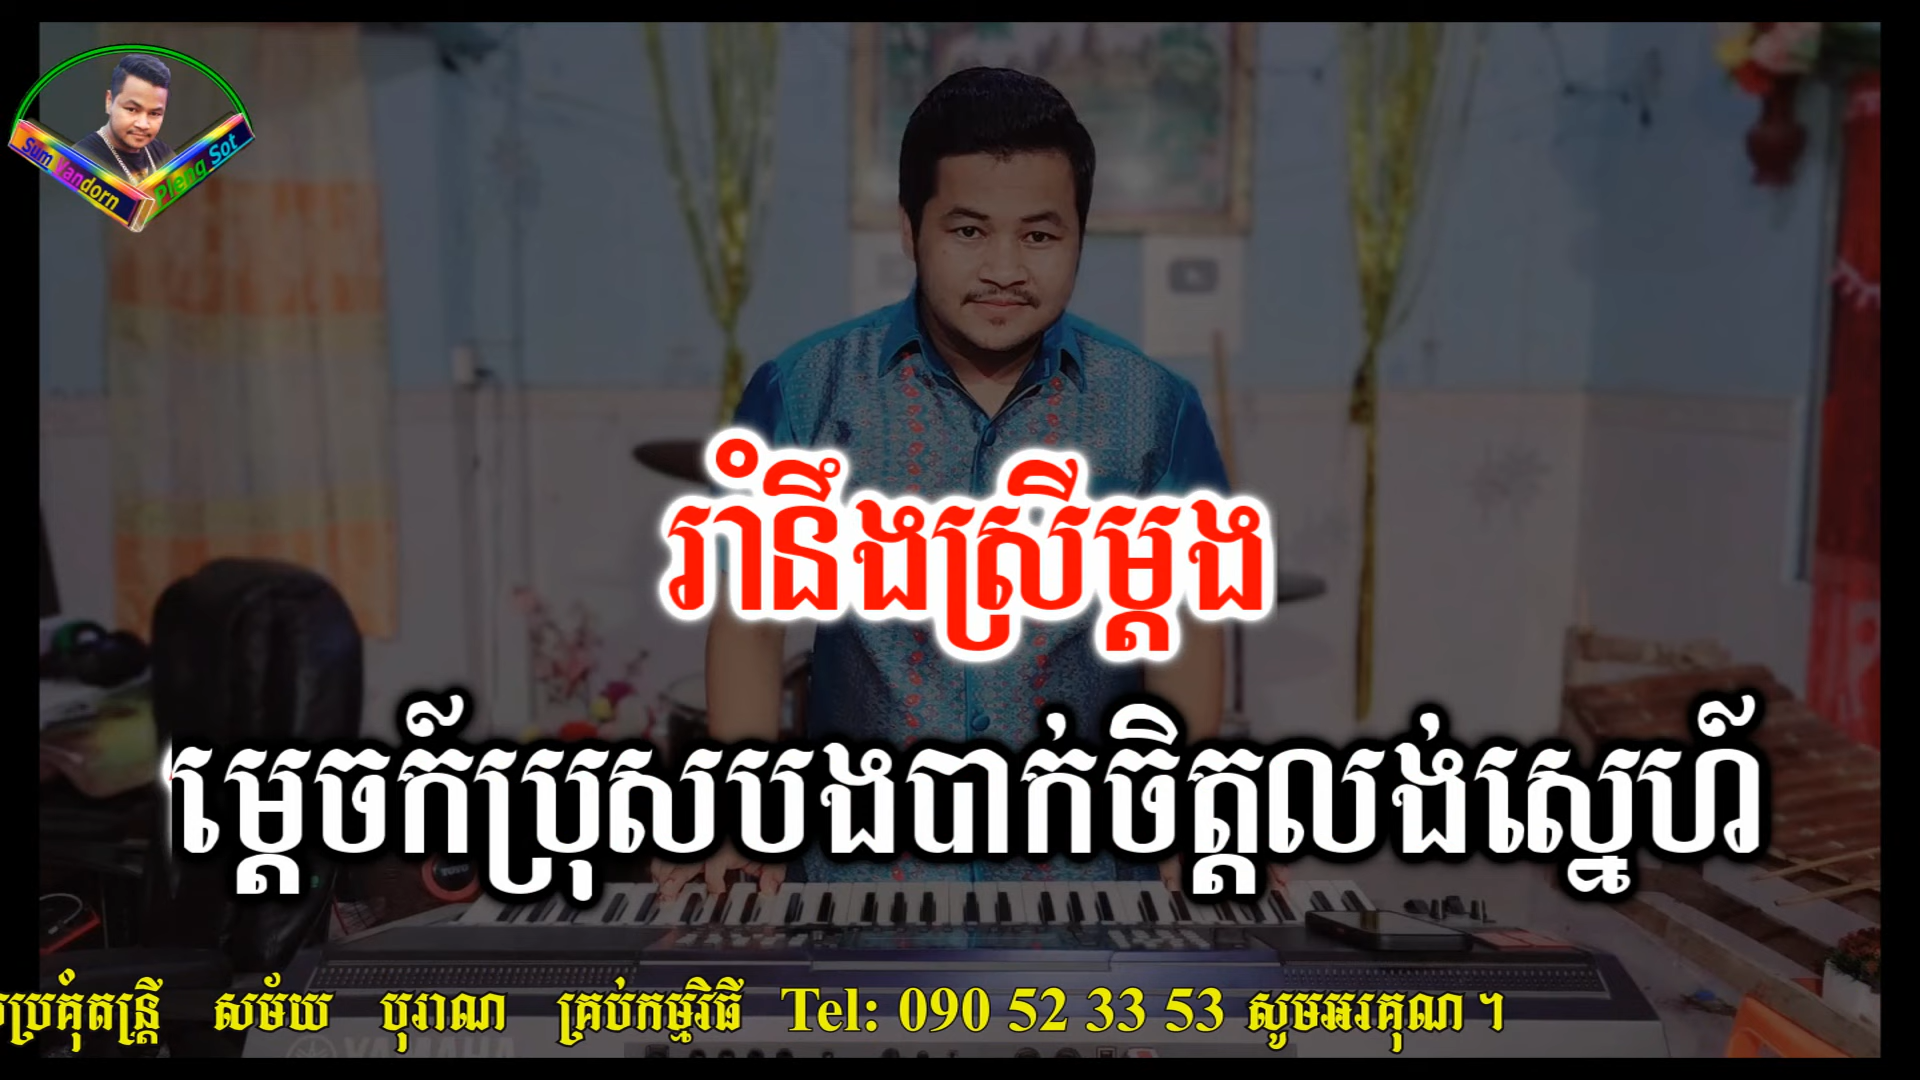 Sum Vandorn Pleng Sot
រាំនឹងស្រីម្តង
ម្តេចក៏ប្រុសបងបាក់ចិត្តលង់ស្នេហ៍
ប្រគុំតន្ត្រី សម័យ បុរាណ គ្រប់កម្មវិធី Tel: 090 52 33 53 សូមអរគុណ ។
YAMAHA